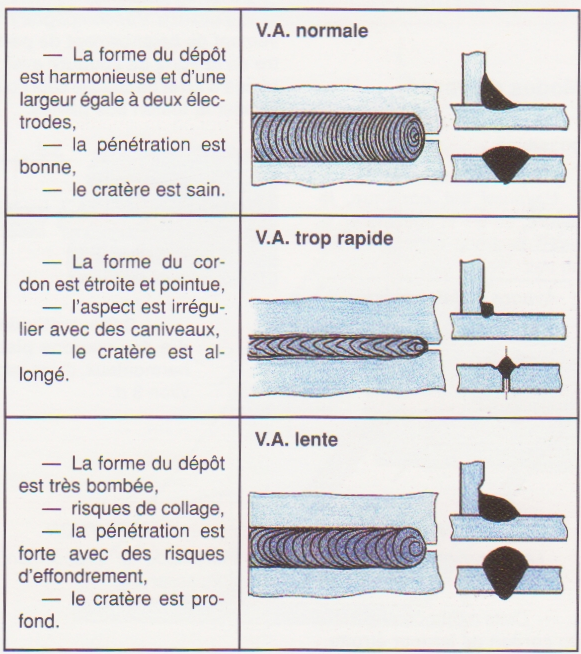 V.A. normale
— La forme du dépôt
est harmonieuse et d'une
largeur égale à deux élec-
trodes,
— la pénétration est
bonne,
— le cratère est sain.
V.A. trop rapide
— La forme du cor-
don est étroite et pointue,
— l'aspect est irrégu-
lier avec des caniveaux,
— le cratère est al-
longé.
V.A. lente
— La forme du dépôt
est très bombée,
— risques de collage,
— la pénétration est
forte avec des risques
d'effondrement,
— le cratère est pro-
fond.